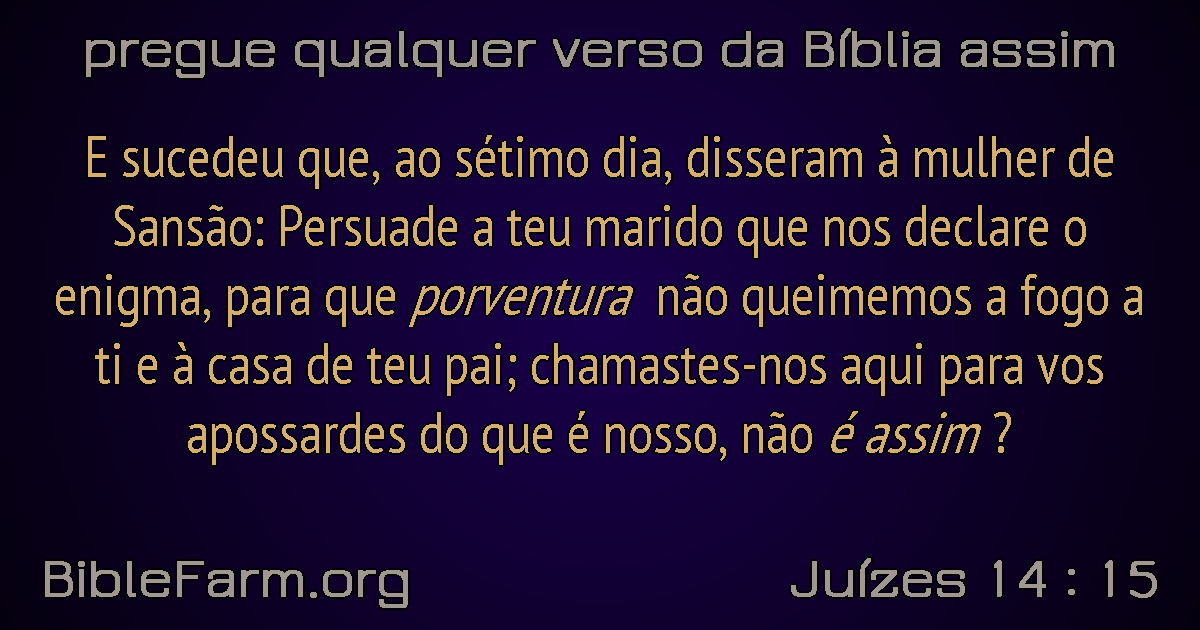 pregue qualquer verso da Bíblia assim
E sucedeu que, ao sétimo dia, disseram à mulher de
Sansão: Persuade a teu marido que nos declare o
enigma, para que porventura não queimemos a fogo a
ti e à casa de teu pai; chamastes-nos aqui para vos
apossardes do que é nosso, não é assim ?
BibleFarm.org
Juízes 14 : 15